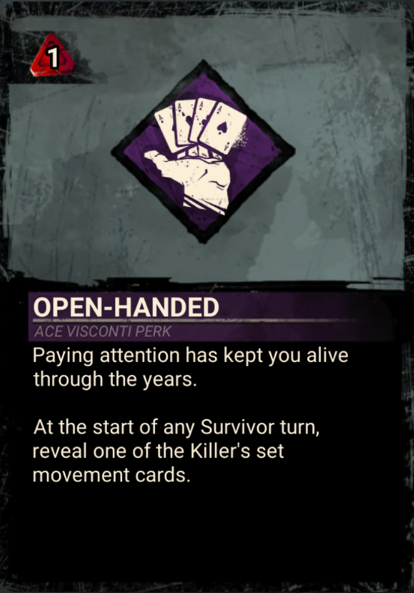 1
OPEN-HANDED
ACE VISCONTI PERK
Paying attention has kept you alive
through the years.
At the start of any Survivor turn,
reveal one of the Killer's set
movement cards.